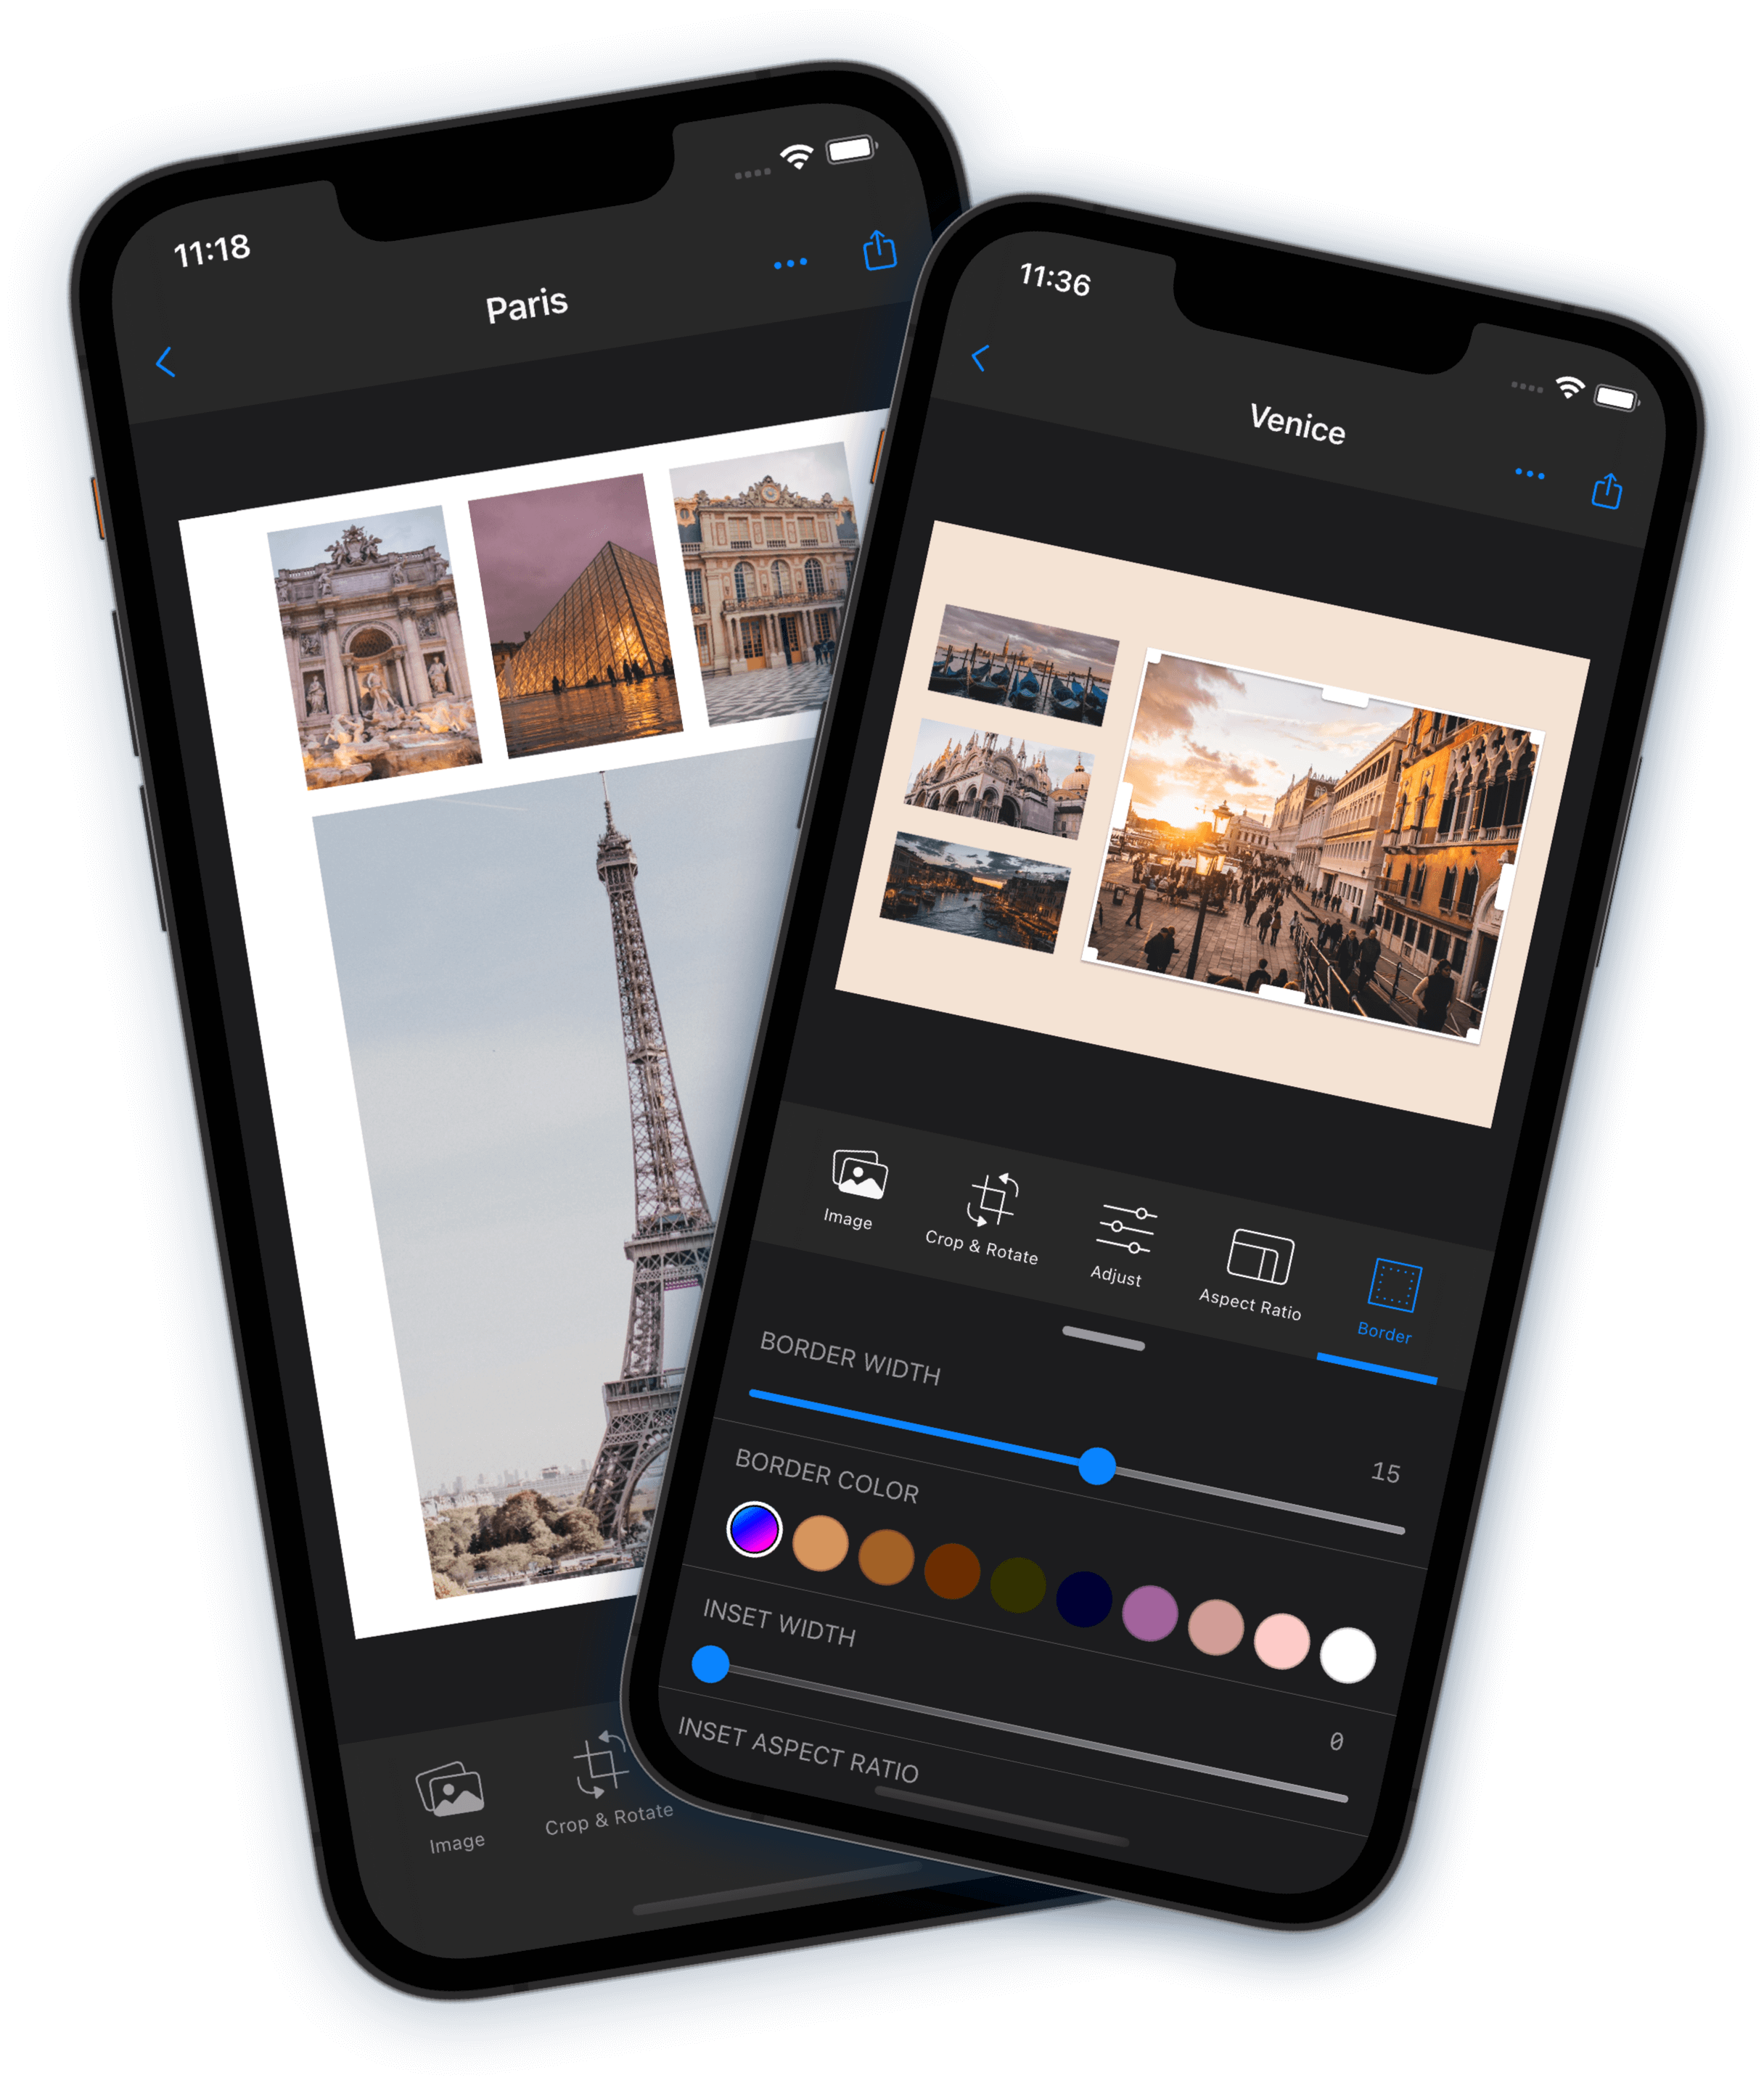 11:18
Paris
Image
Crop & Rotate
11:36
Venice
Image
Crop & Rotate
Adjust
Aspect Ratio
Border
BORDER WIDTH
15
BORDER COLOR
INSET WIDTH
0
INSET ASPECT RATIO